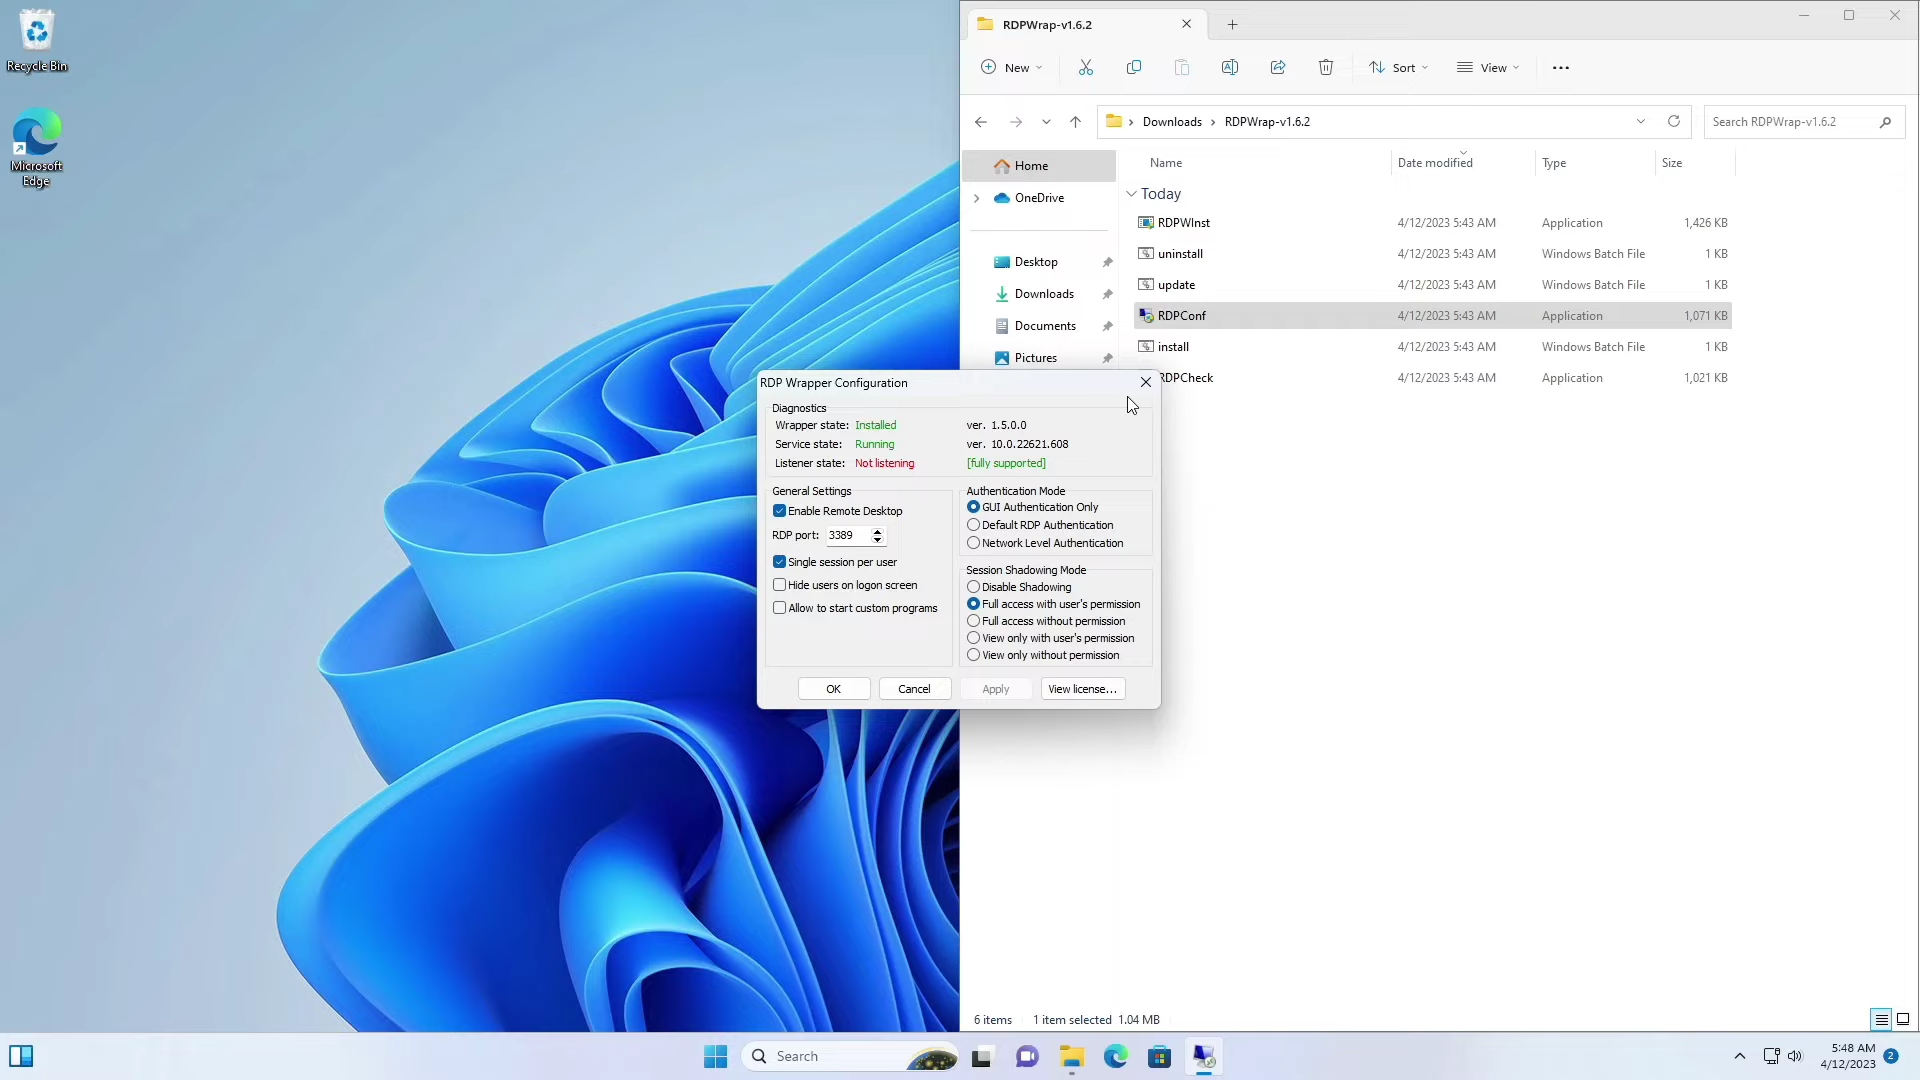 Recycle Bin
Microsoft
Edge
RDPWrap-v1.6.2
New
Sort
View
Downloads
RDPWrap-v1.6.2
Search RDPWrap-v1.6.2
Home
OneDrive
Desktop
Downloads
Documents
Pictures
Name Date modified Type Size
Today
RDPWInst 4/12/2023 5:43 AM Application 1,426 KB
uninstall 4/12/2023 5:43 AM Windows Batch File 1 KB
update 4/12/2023 5:43 AM Windows Batch File 1 KB
RDPConf 4/12/2023 5:43 AM Application 1,071 KB
install 4/12/2023 5:43 AM Windows Batch File 1 KB
RDPCheck 4/12/2023 5:43 AM Application 1,021 KB
RDP Wrapper Configuration
Diagnostics
Wrapper state: Installed ver. 1.5.0.0
Service state: Running ver. 10.0.22621.608
Listener state: Not listening [fully supported]
General Settings
Enable Remote Desktop
RDP port: 3389
Single session per user
Hide users on logon screen
Allow to start custom programs
Authentication Mode
GUI Authentication Only
Default RDP Authentication
Network Level Authentication
Session Shadowing Mode
Disable Shadowing
Full access with user's permission
Full access without permission
View only with user's permission
View only without permission
OK
Cancel
Apply
View license...
6 items 1 item selected 1.04 MB
Search
5:48 AM
4/12/2023
2